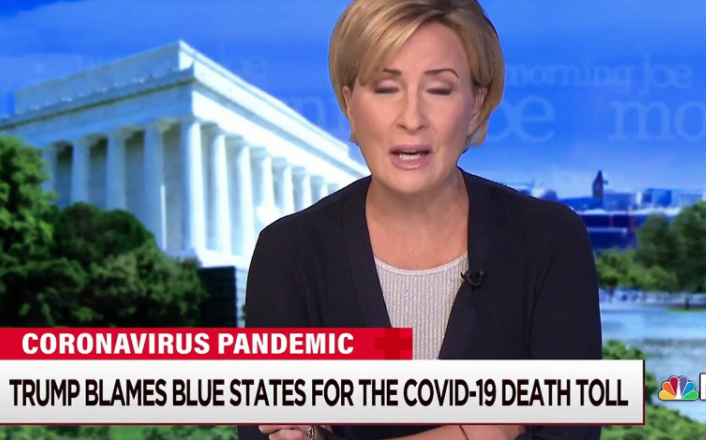 morning Joe
CORONAVIRUS PANDEMIC
TRUMP BLAMES BLUE STATES FOR THE COVID-19 DEATH TOLL